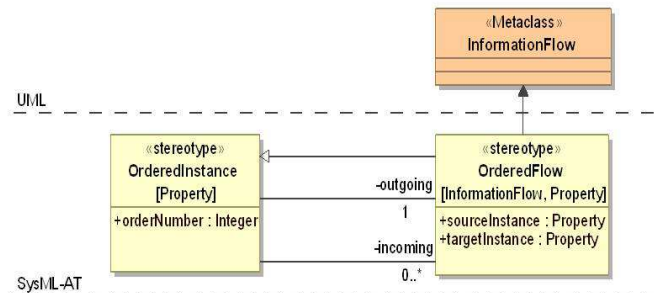 «Metaclass»
InformationFlow
UML
«stereotype»
OrderedInstance
[Property]
+orderNumber : Integer
-outgoing
1
-incoming
0..*
«stereotype»
OrderedFlow
[InformationFlow, Property]
+sourceInstance : Property
+targetInstance : Property
SysML-AT